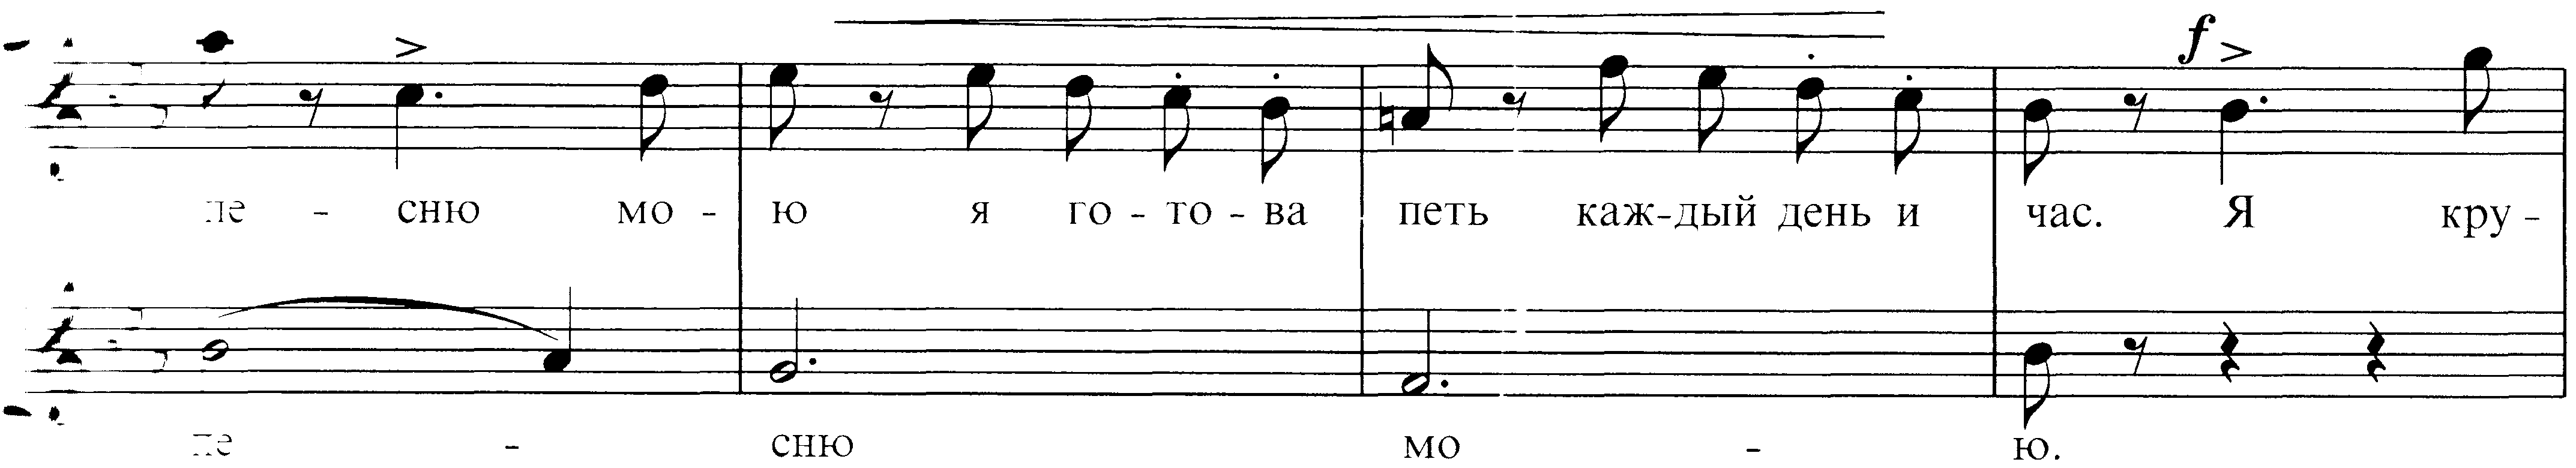 f
пе - сню мо - ю я го - то - ва петь каж-дый день и час. Я кру -
пе - сню мо - ю.